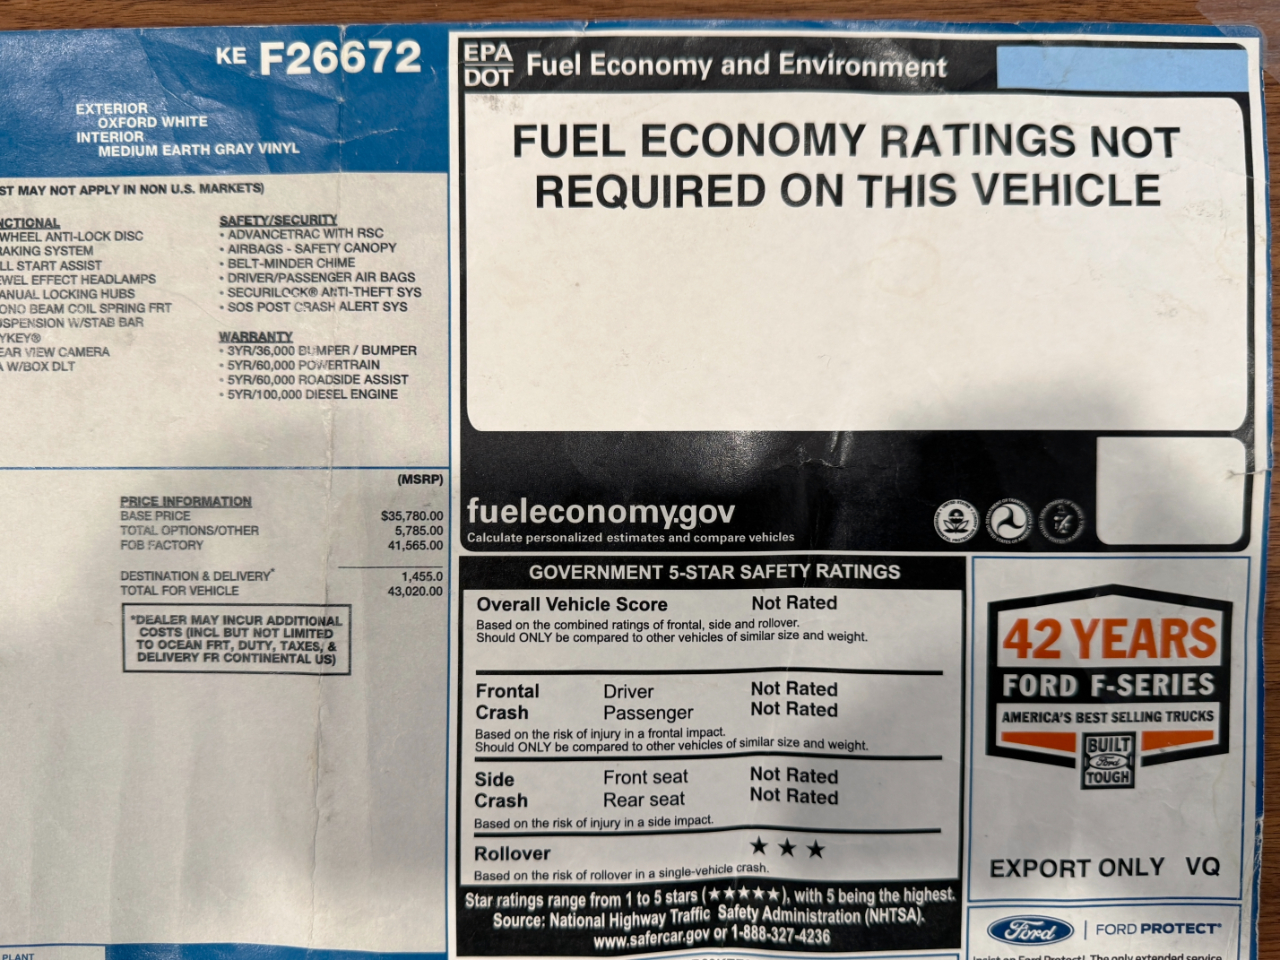 KE F26672
EXTERIOR
OXFORD WHITE
INTERIOR
MEDIUM EARTH GRAY VINYL
MAY NOT APPLY IN NON U.S. MARKETS)
WHEEL ANTI-LOCK DISC
SYSTEM
START ASSIST
EFFECT HEADLAMPS
LOCKING HUBS
BEAM COIL SPRING FRT
W/STAB BAR
VIEW CAMERA
W/BOX DLT
SAFETY/SECURITY
• ADVANCETRAC WITH RSC
• AIRBAGS - SAFETY CANOPY
• BELT-MINDER CHIME
• DRIVER/PASSENGER AIR BAGS
• SECURILOCK® ANTI-THEFT SYS
• SOS POST CRASH ALERT SYS
WARRANTY
• 3YR/36,000 BUMPER / BUMPER
• 5YR/60,000 POWERTRAIN
• 5YR/60,000 ROADSIDE ASSIST
• 5YR/100,000 DIESEL ENGINE
(MSRP)
PRICE INFORMATION
BASE PRICE $35,780.00
TOTAL OPTIONS/OTHER 5,785.00
FOB FACTORY 41,565.00
DESTINATION & DELIVERY* 1,455.0
TOTAL FOR VEHICLE 43,020.00
*DEALER MAY INCUR ADDITIONAL
COSTS (INCL BUT NOT LIMITED
TO OCEAN FRT, DUTY, TAXES, &
DELIVERY FR CONTINENTAL US)
PLANT
EPA
DOT
Fuel Economy and Environment
FUEL ECONOMY RATINGS NOT
REQUIRED ON THIS VEHICLE
fueleconomy.gov
Calculate personalized estimates and compare vehicles
GOVERNMENT 5-STAR SAFETY RATINGS
Overall Vehicle Score Not Rated
Based on the combined ratings of frontal, side and rollover.
Should ONLY be compared to other vehicles of similar size and weight.
Frontal Driver Not Rated
Crash Passenger Not Rated
Based on the risk of injury in a frontal impact.
Should ONLY be compared to other vehicles of similar size and weight.
Side Front seat Not Rated
Crash Rear seat Not Rated
Based on the risk of injury in a side impact.
Rollover ★ ★ ★
Based on the risk of rollover in a single-vehicle crash.
Star ratings range from 1 to 5 stars (★★★★★), with 5 being the highest.
Source: National Highway Traffic Safety Administration (NHTSA).
www.safercar.gov or 1-888-327-4236
42 YEARS
FORD F-SERIES
AMERICA'S BEST SELLING TRUCKS
BUILT
Ford
TOUGH
EXPORT ONLY VQ
Ford | FORD PROTECT®
Insist on Ford Protect! The only extended service